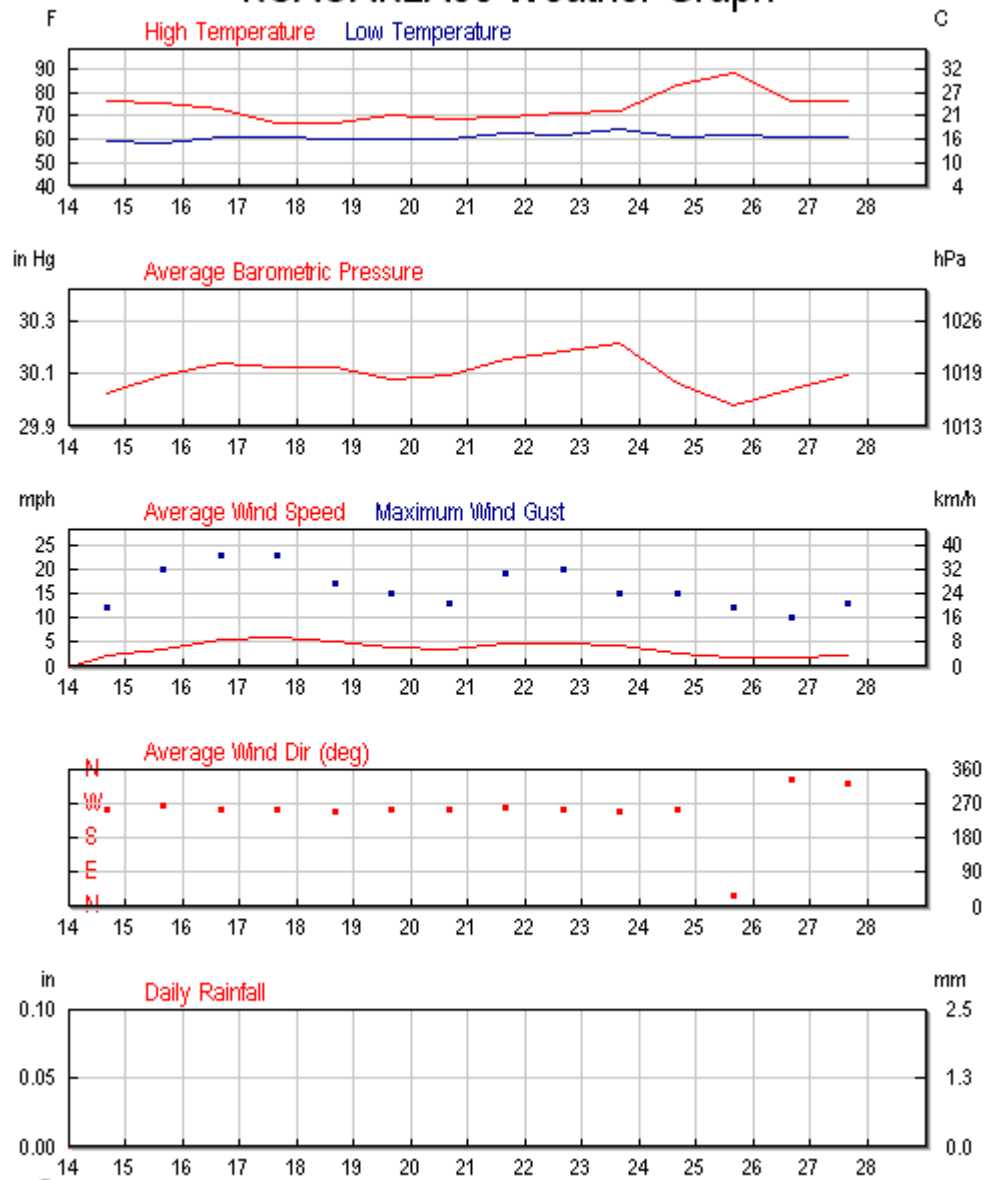 Weather Graph
F C
High Temperature Low Temperature
90 32
80 27
70 21
60 16
50 10
40 4
14 15 16 17 18 19 20 21 22 23 24 25 26 27 28
in Hg hPa
Average Barometric Pressure
30.3 1026
30.1 1019
29.9 1013
14 15 16 17 18 19 20 21 22 23 24 25 26 27 28
mph km/h
Average Wind Speed Maximum Wind Gust
25 40
20 32
15 24
10 16
5 8
0 0
14 15 16 17 18 19 20 21 22 23 24 25 26 27 28
Average Wind Dir (deg)
N 360
W 270
S 180
E 90
N 0
14 15 16 17 18 19 20 21 22 23 24 25 26 27 28
in mm
Daily Rainfall
0.10 2.5
0.05 1.3
0.00 0.0
14 15 16 17 18 19 20 21 22 23 24 25 26 27 28